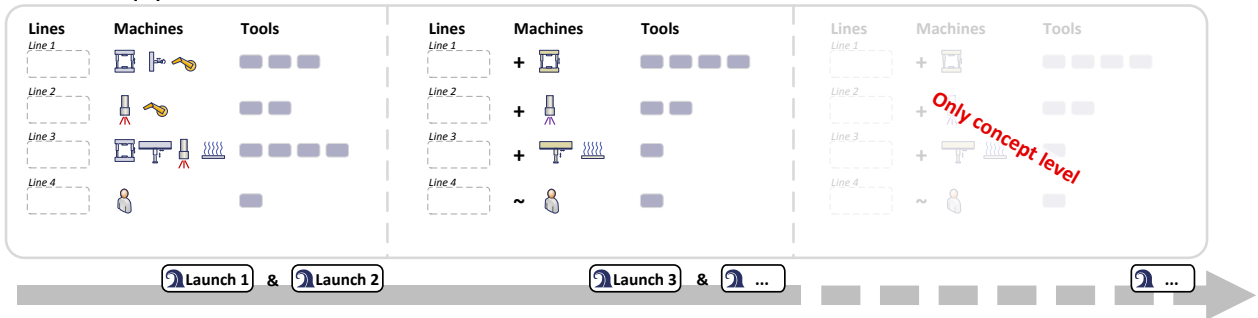 Lines Machines Tools
Line 1
Line 2
Line 3
Line 4
Lines Machines Tools
Line 1
+
Line 2
+
Line 3
+
Line 4
~
Lines Machines Tools
Line 1
+
Line 2
+
Line 3
+
Line 4
~
Only concept level
Launch 1 & Launch 2
Launch 3 & ...
...